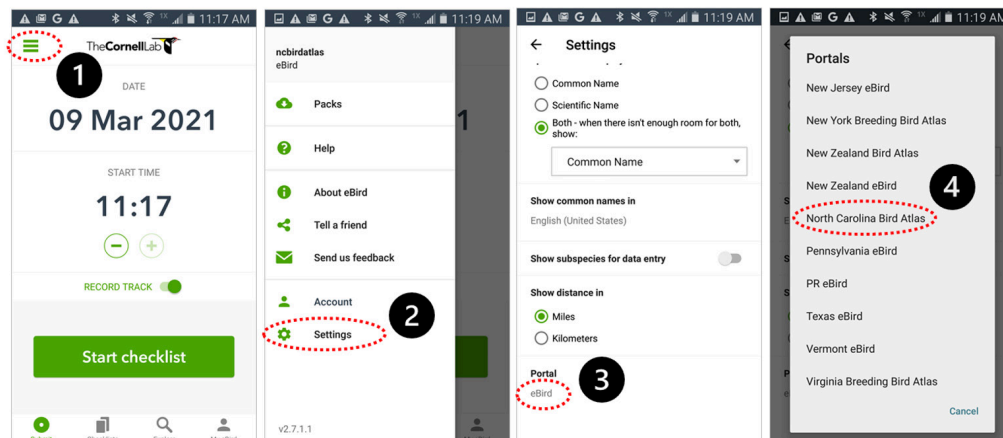 11:17 AM
TheCornellLab
1
DATE
09 Mar 2021
START TIME
11:17
RECORD TRACK
Start checklist
11:19 AM
ncbirdatlas
eBird
Packs
1
Help
About eBird
Tell a friend
Send us feedback
Account
2
Settings
v2.7.1.1
11:19 AM
Settings
Common Name
Scientific Name
Both - when there isn't enough room for both,
show:
Common Name
Show common names in
English (United States)
Show subspecies for data entry
Show distance in
Miles
Kilometers
Portal
eBird
3
11:19 AM
Portals
New Jersey eBird
New York Breeding Bird Atlas
New Zealand Bird Atlas
New Zealand eBird
4
North Carolina Bird Atlas
Pennsylvania eBird
PR eBird
Texas eBird
Vermont eBird
Virginia Breeding Bird Atlas
Cancel